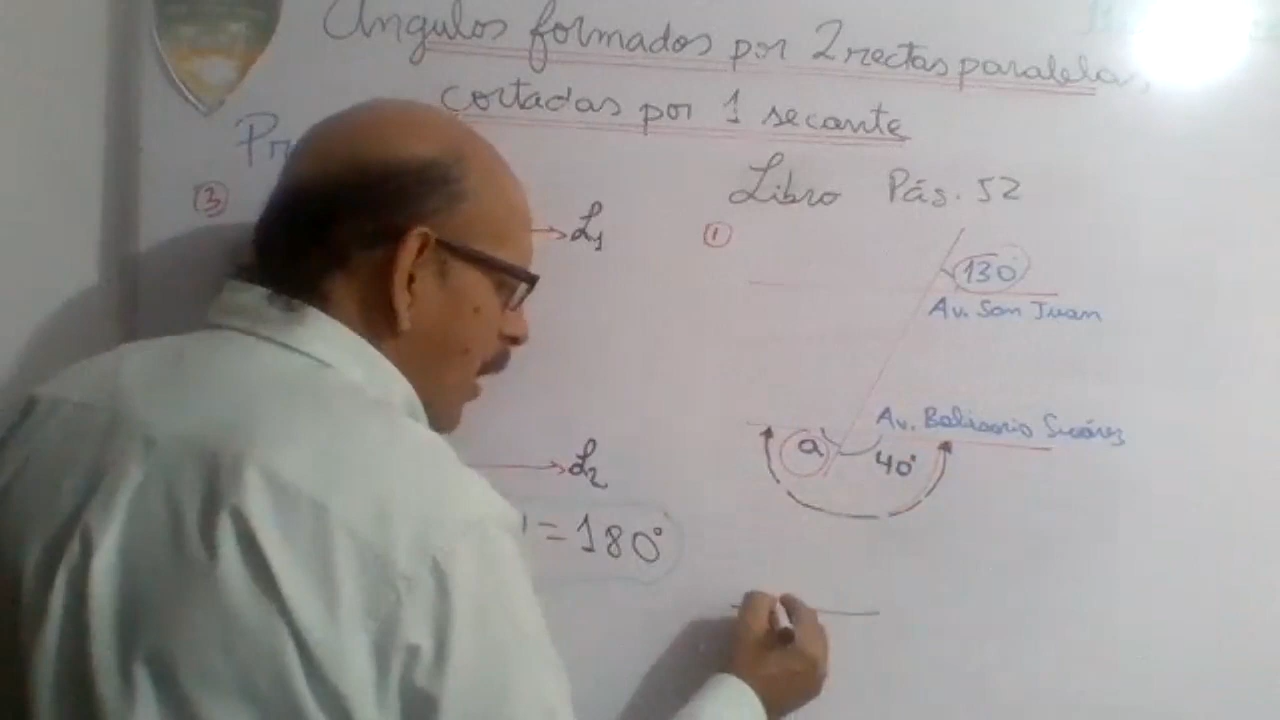 Angulos formados por 2 rectas paralelas
cortadas por 1 secante
Libro Pág. 52
3
L1
1
130°
Av. San Juan
Av. Belisario Suárez
a
40°
L2
= 180°